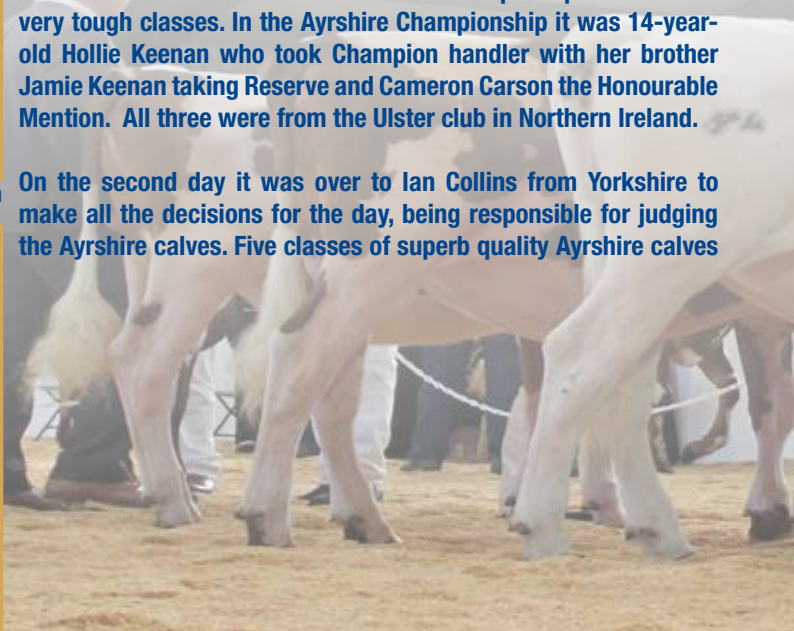 very tough classes. In the Ayrshire Championship it was 14-year-
old Hollie Keenan who took Champion handler with her brother
Jamie Keenan taking Reserve and Cameron Carson the Honourable
Mention.  All three were from the Ulster club in Northern Ireland.
On the second day it was over to Ian Collins from Yorkshire to
make all the decisions for the day, being responsible for judging
the Ayrshire calves. Five classes of superb quality Ayrshire calves